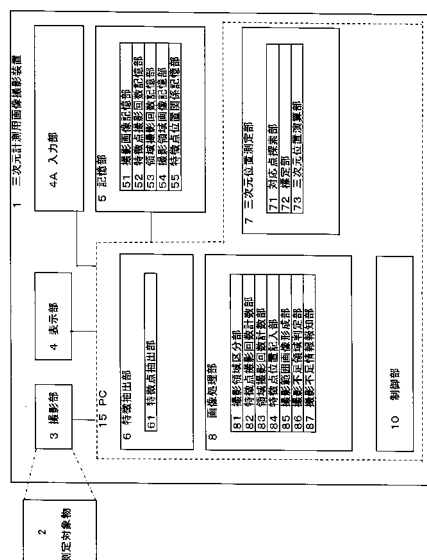 1 三次元計測用画像撮影装置
2
測定対象物
3 撮影部
4 表示部
4A 入力部
5 記憶部
51 撮影画像記憶部
52 特徴点撮影回数記憶部
53 領域撮影回数記憶部
54 撮影領域画像記憶部
55 特徴点位置関係記憶部
15 PC
6 特徴抽出部
61 特徴点抽出部
7 三次元位置測定部
71 対応点探索部
72 標定部
73 三次元位置演算部
8 画像処理部
81 撮影領域区分部
82 特徴点撮影回数計数部
83 領域撮影回数計数部
84 特徴点位置記入部
85 撮影範囲画像形成部
86 撮影不足領域判定部
87 撮影不足情報報知部
10 制御部